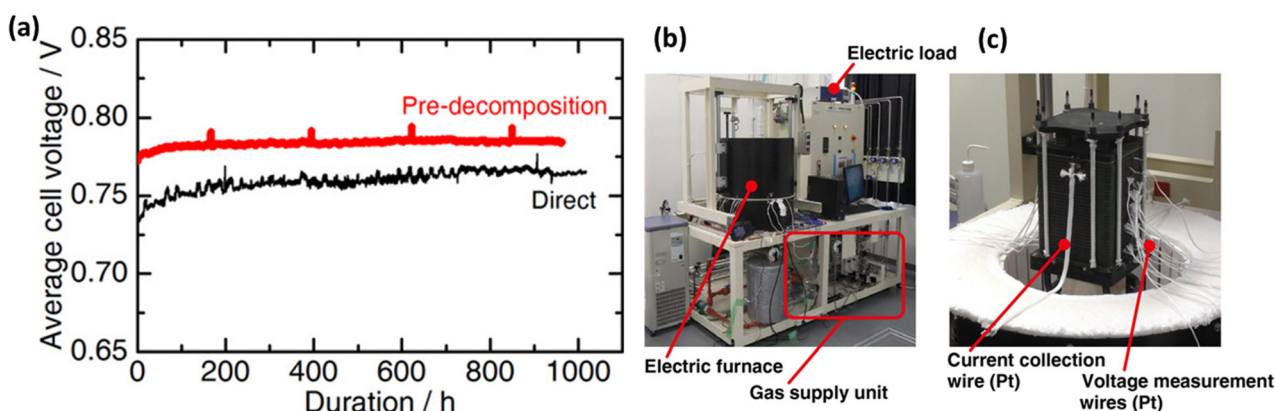 (a)
0.85
0.80
0.75
0.70
0.65
Average cell voltage / V
Pre-decomposition
Direct
0
200
400
600
800
1000
Duration / h
(b)
Electric load
Electric furnace
Gas supply unit
(c)
Current collection
wire (Pt)
Voltage measurement
wires (Pt)